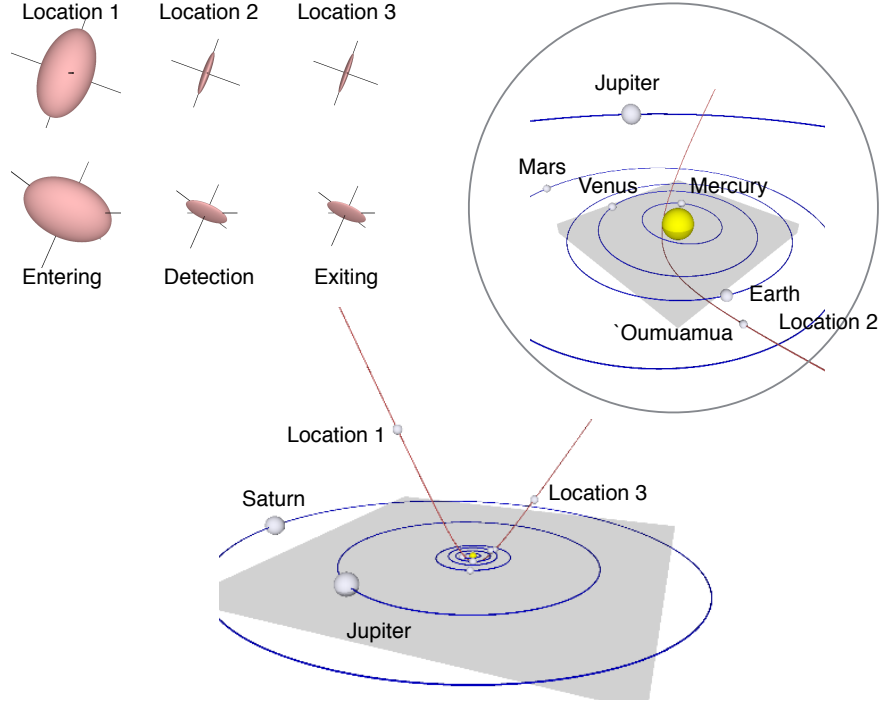 Location 1
Location 2
Location 3
Entering
Detection
Exiting
Jupiter
Mars
Venus
Mercury
Earth
`Oumuamua
Location 2
Location 1
Location 3
Saturn
Jupiter